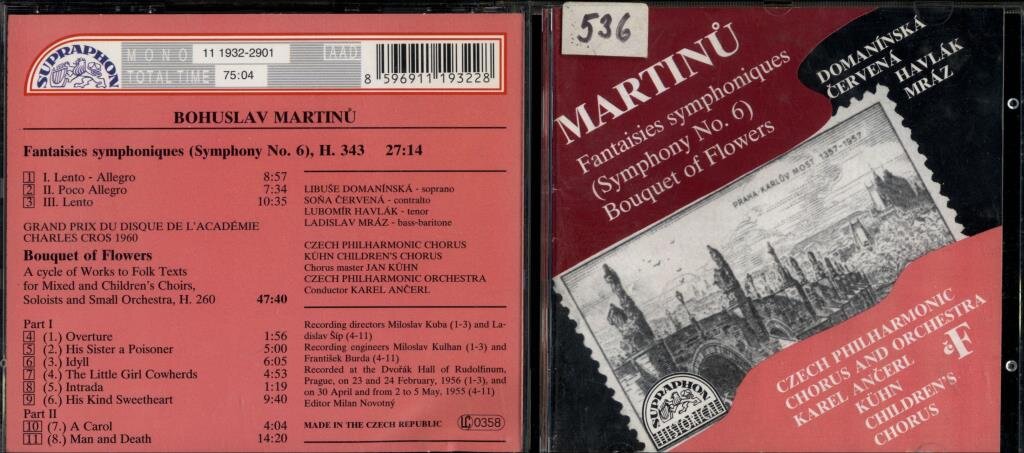 SUPRAPHON
MONO 11 1932-2901 AAD
TOTAL TIME 75:04
8 596911 193228
BOHUSLAV MARTINŮ
Fantaisies symphoniques (Symphony No. 6), H. 343 27:14
1 I. Lento - Allegro 8:57
2 II. Poco Allegro 7:34
3 III. Lento 10:35
GRAND PRIX DU DISQUE DE L'ACADÉMIE
CHARLES CROS 1960
Bouquet of Flowers
A cycle of Works to Folk Texts
for Mixed and Children's Choirs,
Soloists and Small Orchestra, H. 260 47:40
Part I
4 (1.) Overture 1:56
5 (2.) His Sister a Poisoner 5:00
6 (3.) Idyll 6:05
7 (4.) The Little Girl Cowherds 4:53
8 (5.) Intrada 1:19
9 (6.) His Kind Sweetheart 9:40
Part II
10 (7.) A Carol 4:04
11 (8.) Man and Death 14:20
LIBUŠE DOMANÍNSKÁ - soprano
SOŇA ČERVENÁ - contralto
LUBOMÍR HAVLÁK - tenor
LADISLAV MRÁZ - bass-baritone
CZECH PHILHARMONIC CHORUS
KÜHN CHILDREN'S CHORUS
Chorus master JAN KÜHN
CZECH PHILHARMONIC ORCHESTRA
Conductor KAREL ANČERL
Recording directors Miloslav Kuba (1-3) and La-
dislav Šíp (4-11)
Recording engineers Miloslav Kulhan (1-3) and
František Burda (4-11)
Recorded at the Dvořák Hall of Rudolfinum,
Prague, on 23 and 24 February, 1956 (1-3), and
on 30 April and from 2 to 5 May, 1955 (4-11)
Editor Milan Novotný
MADE IN THE CZECH REPUBLIC LC 0358
536
MARTINŮ
Fantaisies symphoniques
(Symphony No. 6)
Bouquet of Flowers
DOMANÍNSKÁ
ČERVENÁ
HAVLÁK
MRÁZ
PRAHA-KARLŮV MOST 1357-1957
SUPRAPHON
CZECH PHILHARMONIC
CHORUS AND ORCHESTRA
KAREL ANČERL
KÜHN
CHILDREN'S
CHORUS
čF